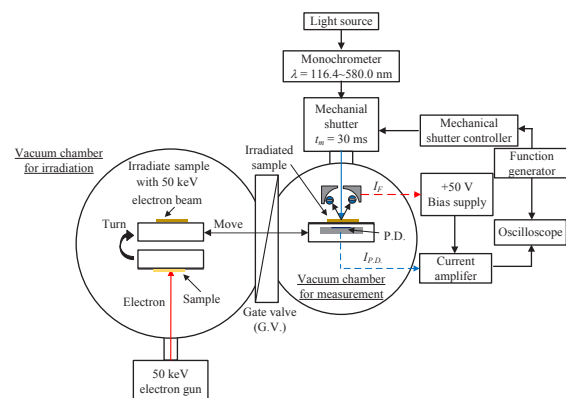 Light source
Monochrometer
λ = 116.4~580.0 nm
Mechanial
shutter
tm = 30 ms
Mechanical
shutter controller
Function
generator
Vacuum chamber
for irradiation
Irradiate sample
with 50 keV
electron beam
Irradiated
sample
IF
+50 V
Bias supply
Oscilloscope
Turn
Move
P.D.
IP.D.
Current
amplifer
Vacuum chamber
for measurement
Electron
Sample
Gate valve
(G.V.)
50 keV
electron gun